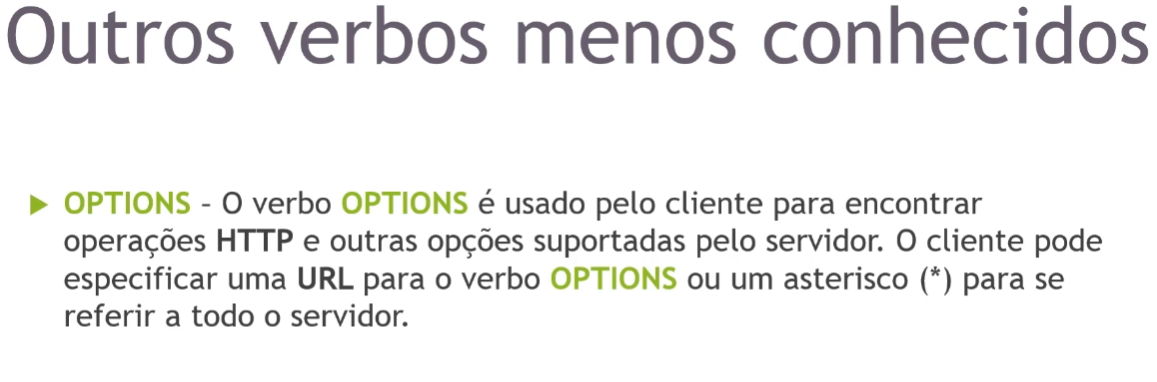 Outros verbos menos conhecidos
OPTIONS – O verbo OPTIONS é usado pelo cliente para encontrar
operações HTTP e outras opções suportadas pelo servidor. O cliente pode
especificar uma URL para o verbo OPTIONS ou um asterisco (*) para se
referir a todo o servidor.